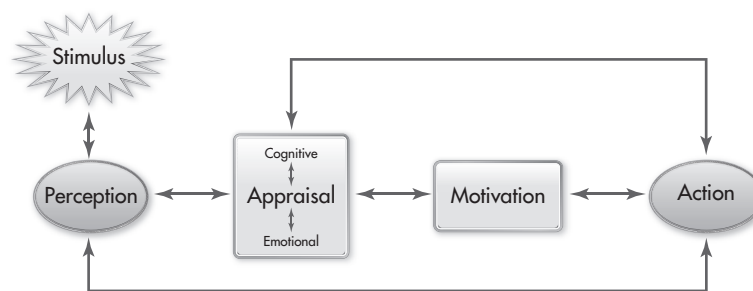 Stimulus
Perception
Cognitive
Appraisal
Emotional
Motivation
Action